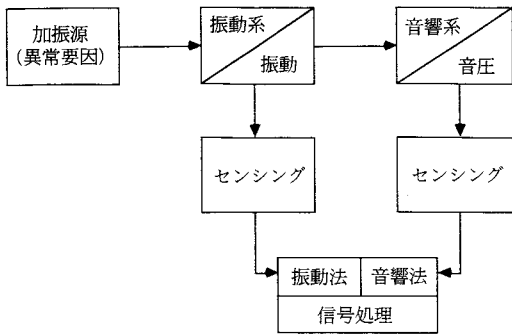 加振源
(異常要因)
振動系
振動
音響系
音圧
センシング
センシング
振動法
音響法
信号処理